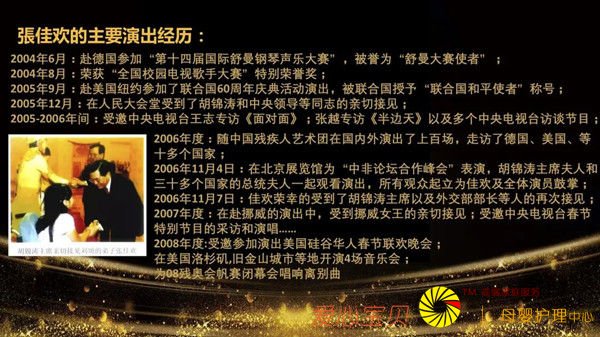 張佳欢的主要演出经历：
2004年6月：赴德国参加“第十四届国际舒曼钢琴声乐大赛”，被誉为“舒曼大赛使者”；
2004年8月：荣获“全国校园电视歌手大赛”特别荣誉奖；
2005年9月：赴美国纽约参加了联合国60周年庆典活动演出，被联合国授予“联合国和平使者”称号；
2005年12月：在人民大会堂受到了胡锦涛和中央领导等同志的亲切接见；
2005-2006年间：受邀中央电视台王志专访《面对面》；张越专访《半边天》以及多个中央电视台访谈节目；
2006年度：随中国残疾人艺术团在国内外演出了上百场，走访了德国、美国、等
十多个国家；
2006年11月4日：在北京展览馆为“中非论坛合作峰会”表演，胡锦涛主席夫人和
三十多个国家的总统夫人一起观看演出，所有观众起立为佳欢及全体演员鼓掌；
2006年11月7日：佳欢荣幸的受到了胡锦涛主席以及外交部部长等人的再次接见；
2007年度：在赴挪威的演出中，受到挪威女王的亲切接见；受邀中央电视台春节
特别节目的采访和演唱......
2008年度:受邀参加演出美国硅谷华人春节联欢晚会；
在美国洛杉矶,旧金山城市等地开演4场音乐会；
为08残奥会帆赛闭幕会唱响离别曲
胡锦涛主席亲切接见刘项的弟子张佳欢
TM
宝贝
母婴护理中心